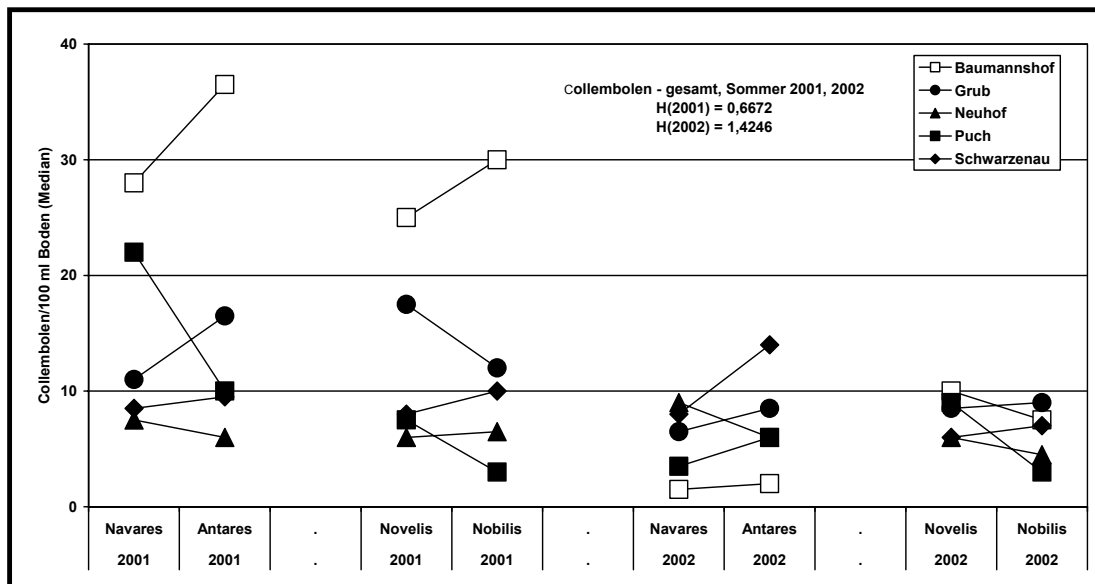 40
30
20
10
0
Collembolen/100 ml Boden (Median)
Collembolen - gesamt, Sommer 2001, 2002
H(2001) = 0,6672
H(2002) = 1,4246
Baumannshof
Grub
Neuhof
Puch
Schwarzenau
Navares Antares . Novelis Nobilis . Navares Antares . Novelis Nobilis
2001 2001 . 2001 2001 . 2002 2002 . 2002 2002